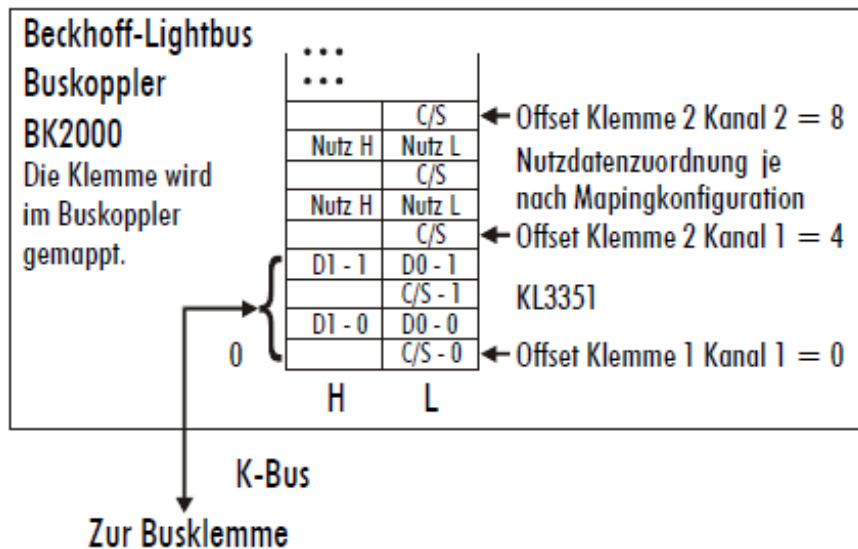 Beckhoff-Lightbus
Buskoppler
BK2000
Die Klemme wird
im Buskoppler
gemappt.
...
...
C/S
Offset Klemme 2 Kanal 2 = 8
Nutz H Nutz L
Nutzdatenzuordnung je
C/S
nach Mapingkonfiguration
Nutz H Nutz L
C/S
Offset Klemme 2 Kanal 1 = 4
D1 - 1 D0 - 1
C/S - 1
KL3351
D1 - 0 D0 - 0
0
C/S - 0
Offset Klemme 1 Kanal 1 = 0
H L
K-Bus
Zur Busklemme